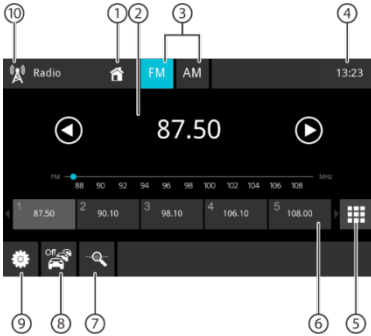 10 1 2 3 4
Radio FM AM 13:23
87.50
FM 88 90 92 94 96 98 100 102 104 106 108 MHz
1 87.50 2 90.10 3 98.10 4 106.10 5 108.00
Off
9 8 7 6 5